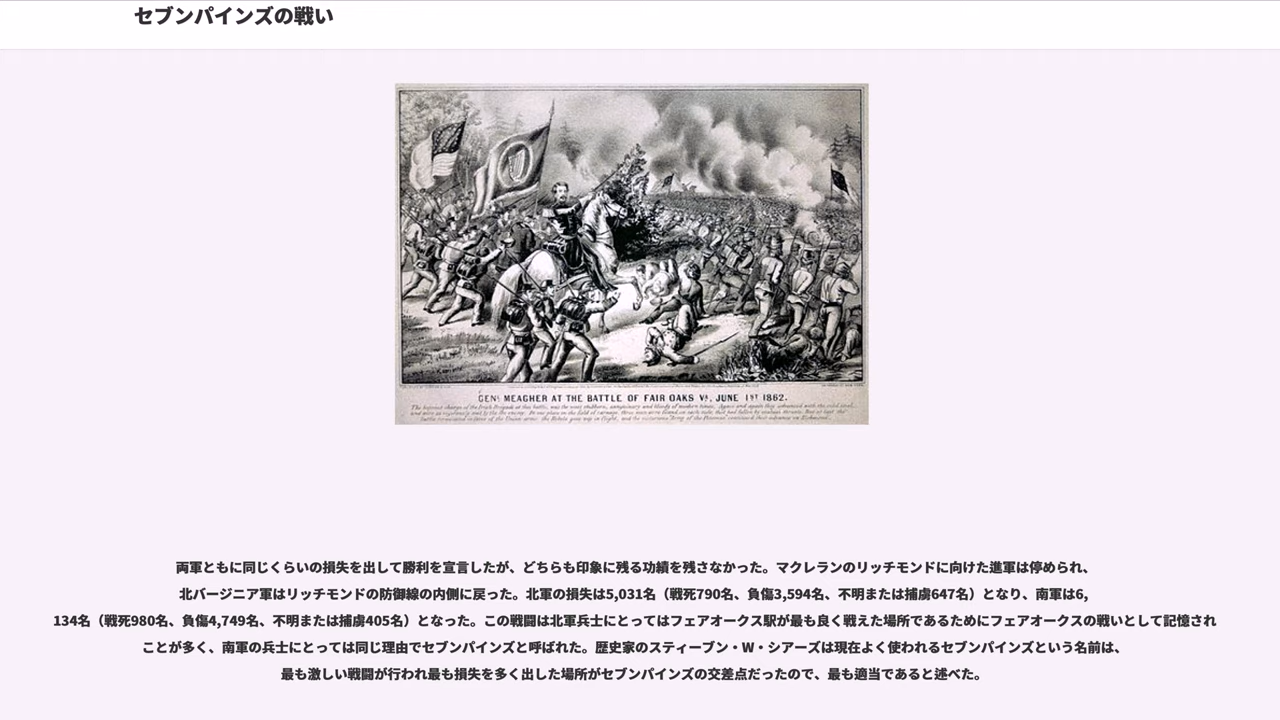 セブンパインズの戦い
GENL MEAGHER AT THE BATTLE OF FAIR OAKS VA. JUNE 1ST 1862.
両軍ともに同じくらいの損失を出して勝利を宣言したが、どちらも印象に残る功績を残さなかった。マクレランのリッチモンドに向けた進軍は停められ、
北バージニア軍はリッチモンドの防御線の内側に戻った。北軍の損失は5,031名（戦死790名、負傷3,594名、不明または捕虜647名）となり、南軍は6,
134名（戦死980名、負傷4,749名、不明または捕虜405名）となった。この戦闘は北軍兵士にとってはフェアオークス駅が最も良く戦えた場所であるためにフェアオークスの戦いとして記憶され
ことが多く、南軍の兵士にとっては同じ理由でセブンパインズと呼ばれた。歴史家のスティーブン・W・シアーズは現在よく使われるセブンパインズという名前は、
最も激しい戦闘が行われ最も損失を多く出した場所がセブンパインズの交差点だったので、最も適当であると述べた。